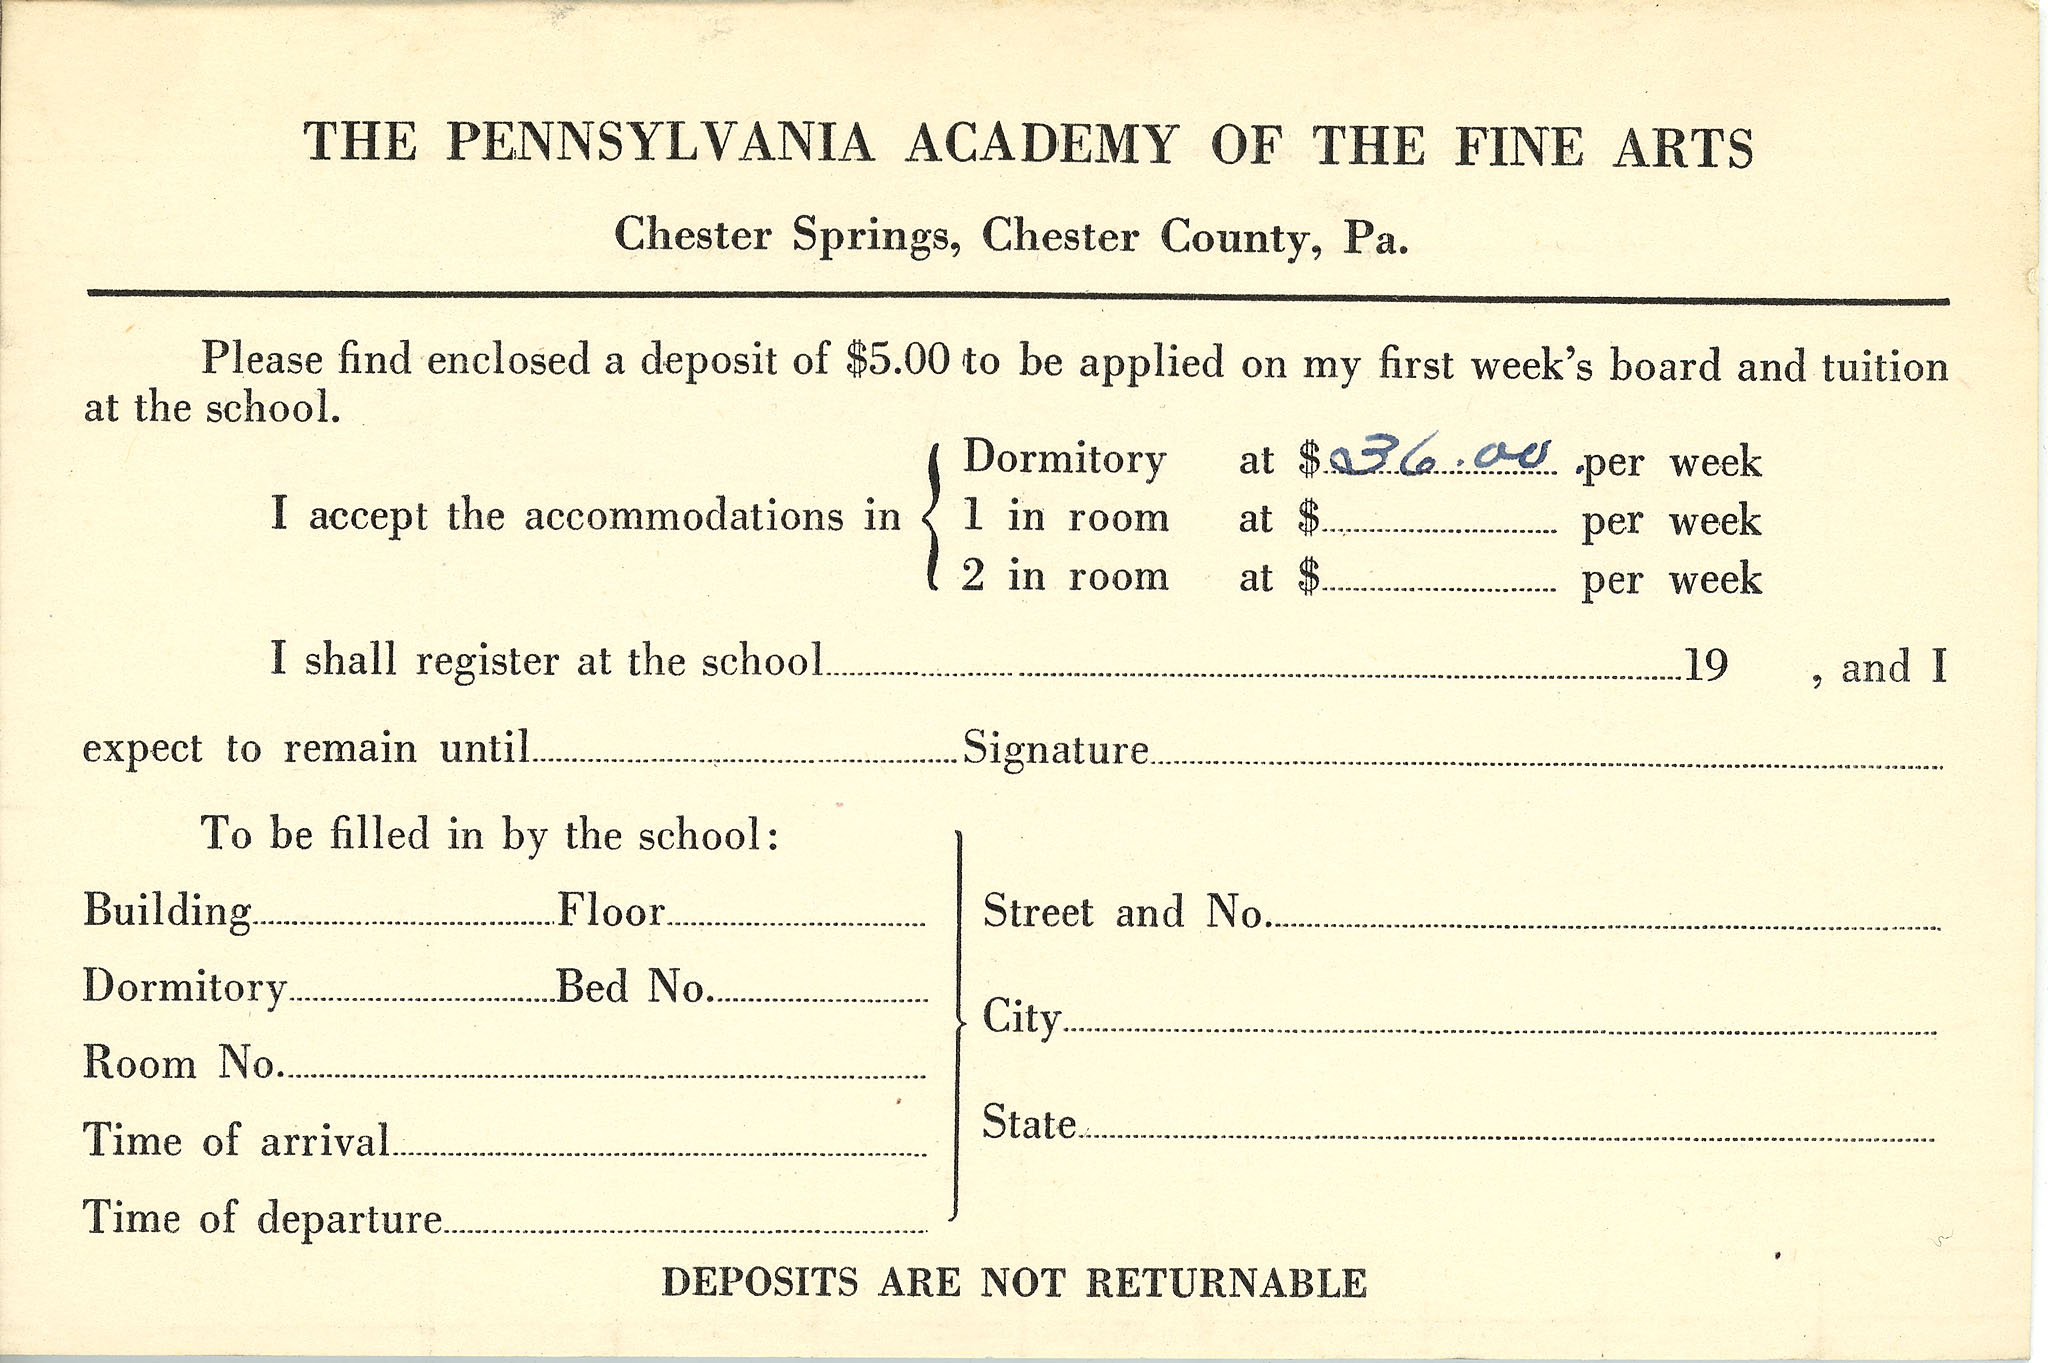 THE PENNSYLVANIA ACADEMY OF THE FINE ARTS
Chester Springs, Chester County, Pa.
Please find enclosed a deposit of $5.00 to be applied on my first week's board and tuition
at the school.
I accept the accommodations in
Dormitory at $36.00 per week
1 in room at $ per week
2 in room at $ per week
I shall register at the school 19 , and I
expect to remain until Signature
To be filled in by the school:
Building Floor
Dormitory Bed No.
Room No.
Time of arrival
Time of departure
Street and No.
City
State
DEPOSITS ARE NOT RETURNABLE